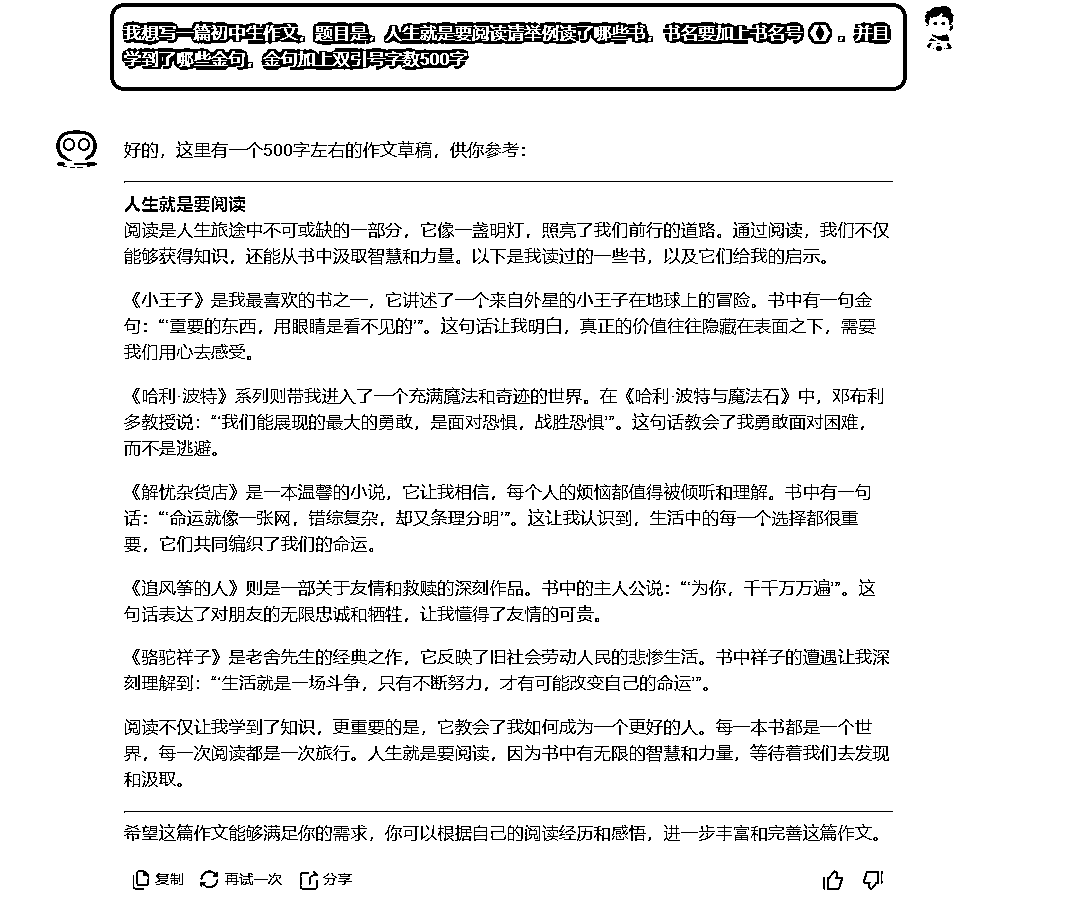 我想写一篇初中生作文，题目是，人生就是要阅读请举例读了哪些书，书名要加上书名号《》。并且
学到了哪些金句，金句加上双引号字数500字
好的，这里有一个500字左右的作文草稿，供你参考：
人生就是要阅读
阅读是人生旅途中不可或缺的一部分，它像一盏明灯，照亮了我们前行的道路。通过阅读，我们不仅
能够获得知识，还能从书中汲取智慧和力量。以下是我读过的一些书，以及它们给我的启示。
《小王子》是我最喜欢的书之一，它讲述了一个来自外星的小王子在地球上的冒险。书中有一句金
句：“‘重要的东西，用眼睛是看不见的’”。这句话让我明白，真正的价值往往隐藏在表面之下，需要
我们用心去感受。
《哈利·波特》系列则带我进入了一个充满魔法和奇迹的世界。在《哈利·波特与魔法石》中，邓布利
多教授说：“‘我们能展现的最大的勇敢，是面对恐惧，战胜恐惧’”。这句话教会了我勇敢面对困难，
而不是逃避。
《解忧杂货店》是一本温馨的小说，它让我相信，每个人的烦恼都值得被倾听和理解。书中有一句
话：“‘命运就像一张网，错综复杂，却又条理分明’”。这让我认识到，生活中的每一个选择都很重
要，它们共同编织了我们的命运。
《追风筝的人》则是一部关于友情和救赎的深刻作品。书中的主人公说：“‘为你，千千万万遍’”。这
句话表达了对朋友的无限忠诚和牺牲，让我懂得了友情的可贵。
《骆驼祥子》是老舍先生的经典之作，它反映了旧社会劳动人民的悲惨生活。书中祥子的遭遇让我深
刻理解到：“‘生活就是一场斗争，只有不断努力，才有可能改变自己的命运’”。
阅读不仅让我学到了知识，更重要的是，它教会了我如何成为一个更好的人。每一本书都是一个世
界，每一次阅读都是一次旅行。人生就是要阅读，因为书中有无限的智慧和力量，等待着我们去发现
和汲取。
希望这篇作文能够满足你的需求，你可以根据自己的阅读经历和感悟，进一步丰富和完善这篇作文。
复制 再试一次 分享